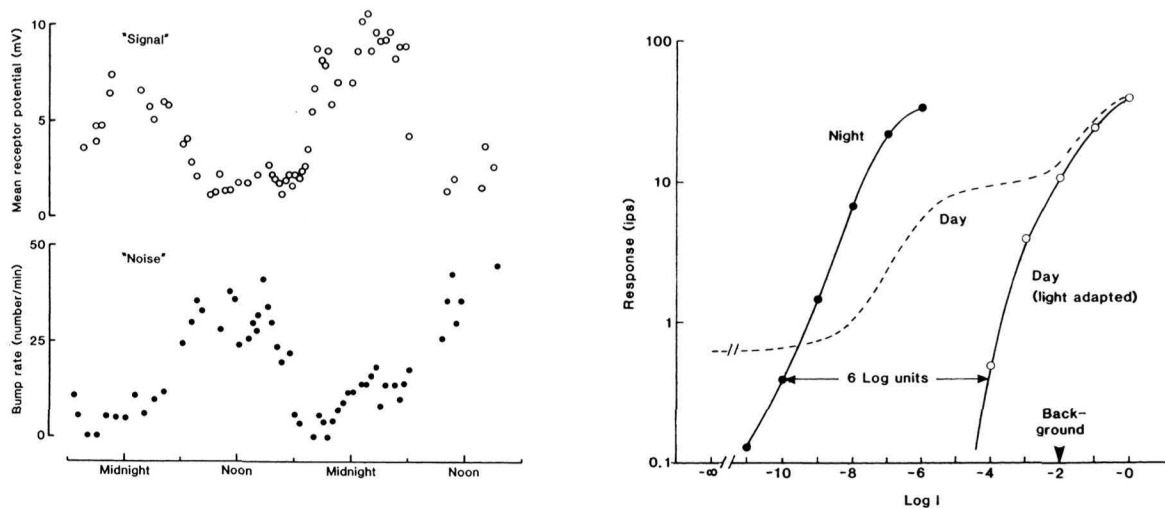 10
"Signal"
5
0
Mean receptor potential (mV)
50
"Noise"
25
0
Bump rate (number/min)
Midnight
Noon
Midnight
Noon
100
10
1
0.1
Response (ips)
Night
Day
Day
(light adapted)
6 Log units
Back-
ground
-∞
-10
-8
-6
-4
-2
-0
Log I